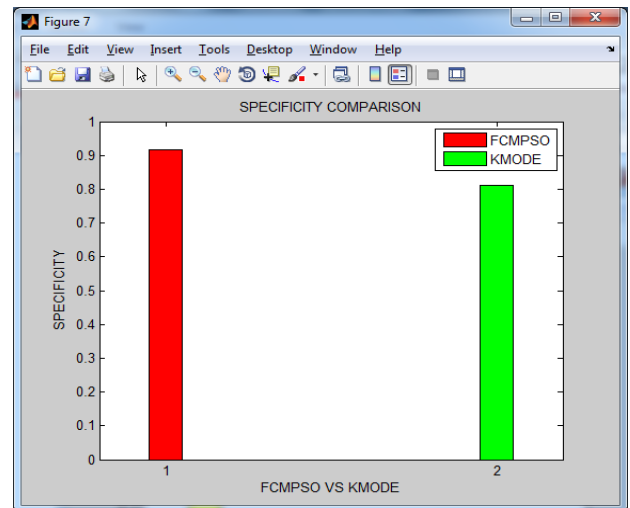 Figure 7
File Edit View Insert Tools Desktop Window Help
SPECIFICITY COMPARISON
1
0.9
0.8
0.7
0.6
0.5
0.4
0.3
0.2
0.1
0
SPECIFICITY
FCMPSO
KMODE
1 2
FCMPSO VS KMODE